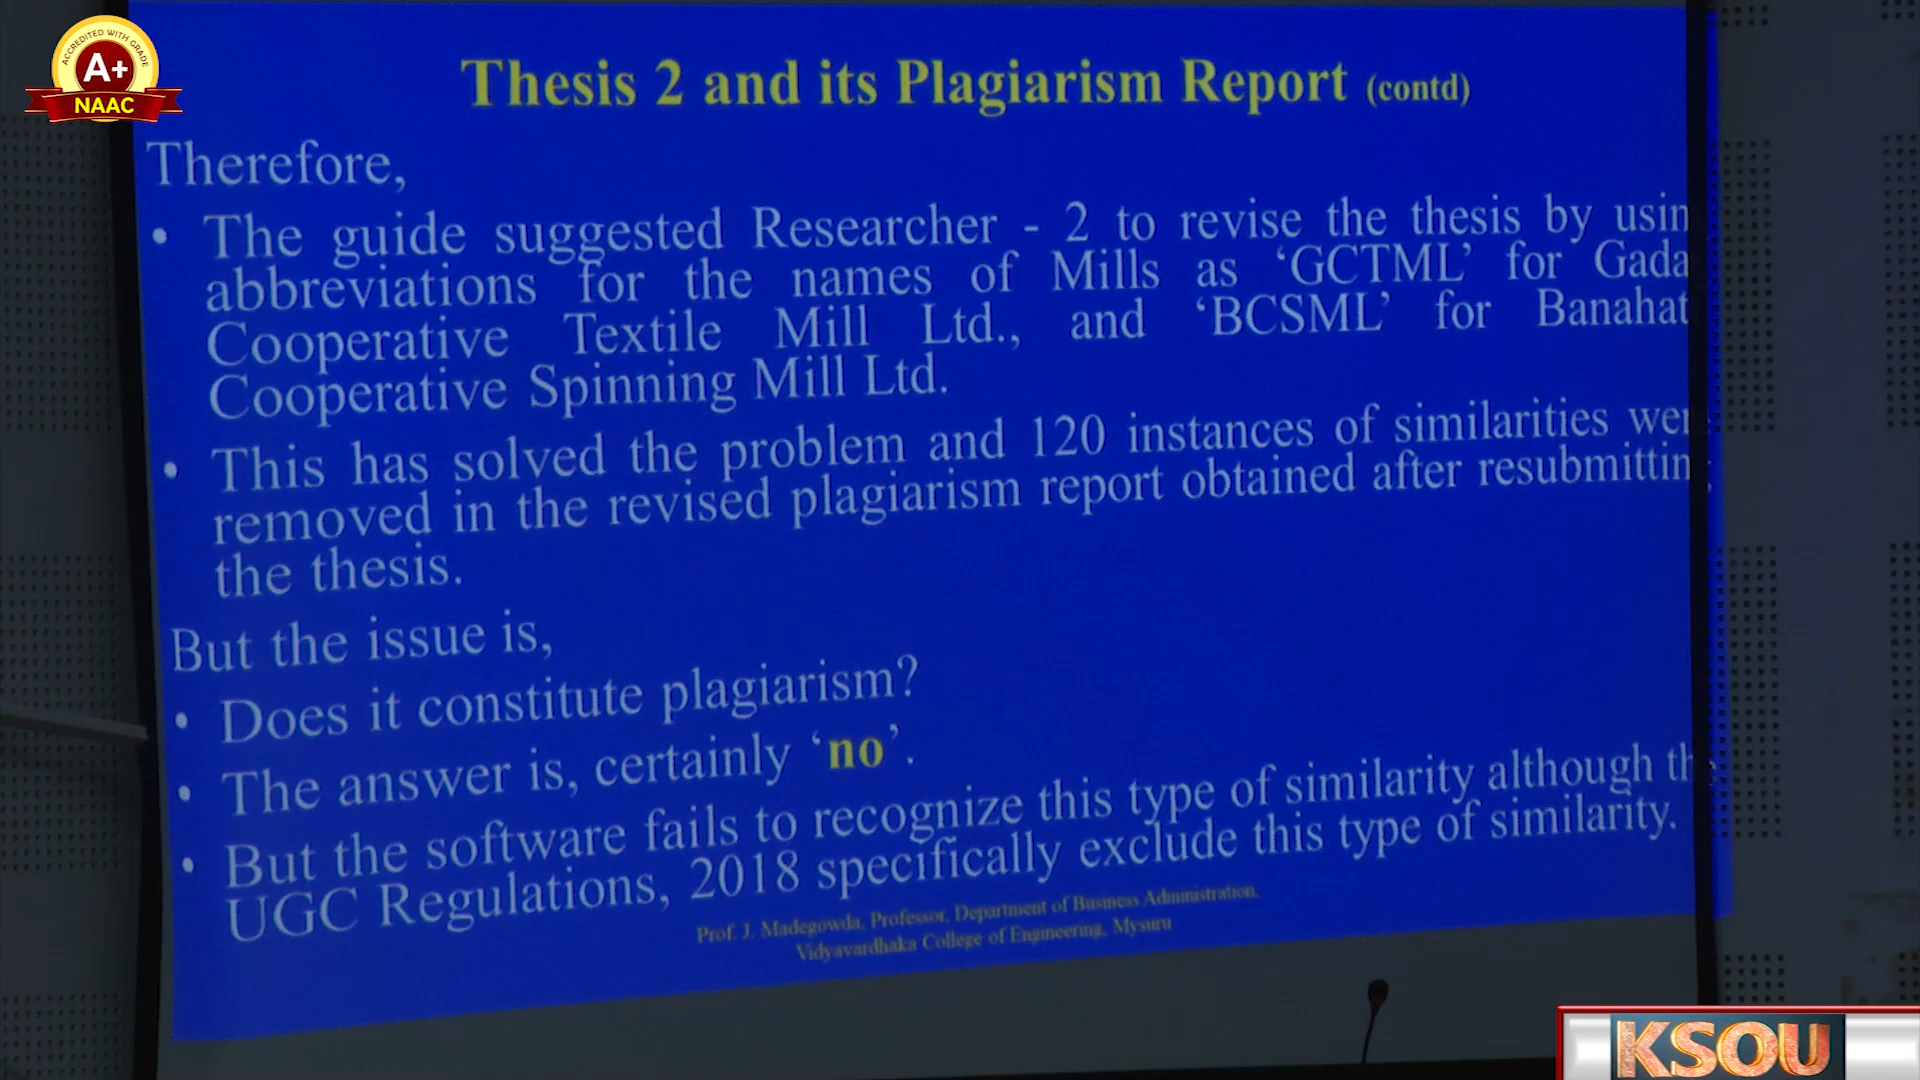 ACCREDITED WITH GRADE
A+
NAAC
Thesis 2 and its Plagiarism Report (contd)
Therefore,
• The guide suggested Researcher - 2 to revise the thesis by usin
abbreviations for the names of Mills as ‘GCTML’ for Gada
Cooperative Textile Mill Ltd., and ‘BCSML’ for Banahat
Cooperative Spinning Mill Ltd.
• This has solved the problem and 120 instances of similarities wer
removed in the revised plagiarism report obtained after resubmitting
the thesis.
But the issue is,
• Does it constitute plagiarism?
• The answer is, certainly ‘no’.
• But the software fails to recognize this type of similarity although the
UGC Regulations, 2018 specifically exclude this type of similarity.
Prof. J. Madegowda, Professor, Department of Business Administration,
Vidyavardhaka College of Engineering, Mysuru
KSOU